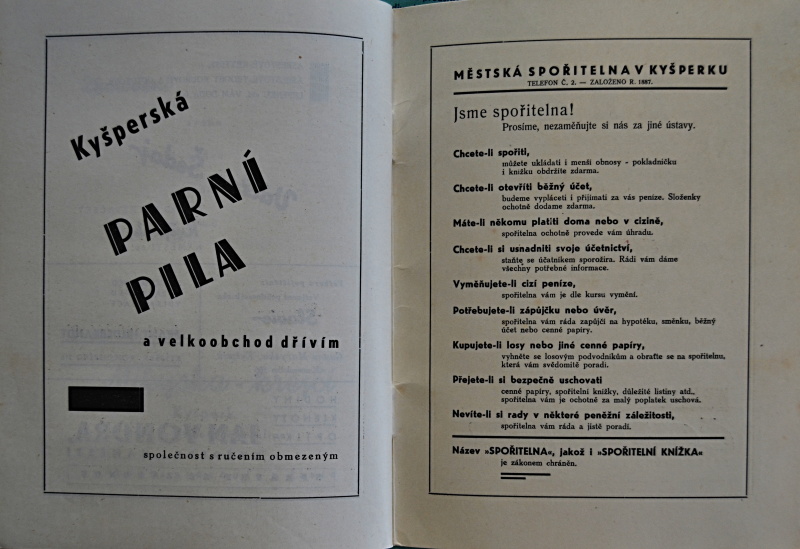 Kyšperská
PARNÍ
PILA
a velkoobchod dřívím
společnost s ručením obmezeným
MĚSTSKÁ SPOŘITELNA V KYŠPERKU
TELEFON Č. 2. — ZALOŽENO R. 1887.
Jsme spořitelna!
Prosíme, nezaměňujte si nás za jiné ústavy.
Chcete-li spořiti,
můžete ukládati i menší obnosy - pokladničku
i knížku obdržíte zdarma.
Chcete-li otevříti běžný účet,
budeme vypláceti i přijímati za vás peníze. Složenky
ochotně dodáme zdarma.
Máte-li někomu platiti doma nebo v cizině,
spořitelna ochotně provede vám úhradu.
Chcete-li si usnadniti svoje účetnictví,
staňte se účatníkem sporožira. Rádi vám dáme
všechny potřebné informace.
Vyměňujete-li cizí peníze,
spořitelna vám je dle kursu vymění.
Potřebujete-li zápůjčku nebo úvěr,
spořitelna vám ráda zapůjčí na hypotéku, směnku, běžný
účet nebo cenné papíry.
Kupujete-li losy nebo jiné cenné papíry,
vyhněte se losovým podvodníkům a obraťte se na spořitelnu,
která vám svědomitě poradí.
Přejete-li si bezpečně uschovati
cenné papíry, spořitelní knížky, důležité listiny atd.,
spořitelna vám je ochotně za malý poplatek uschová.
Nevíte-li si rady v některé peněžní záležitosti,
spořitelna vám ráda a jistě poradí.
Název »SPOŘITELNA«, jakož i »SPOŘITELNÍ KNÍŽKA«
je zákonem chráněn.